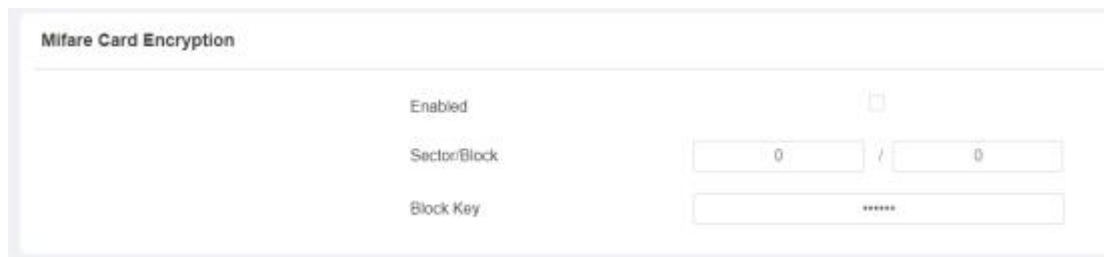 Mifare Card Encryption
Enabled
Sector/Block 0 / 0
Block Key ••••••